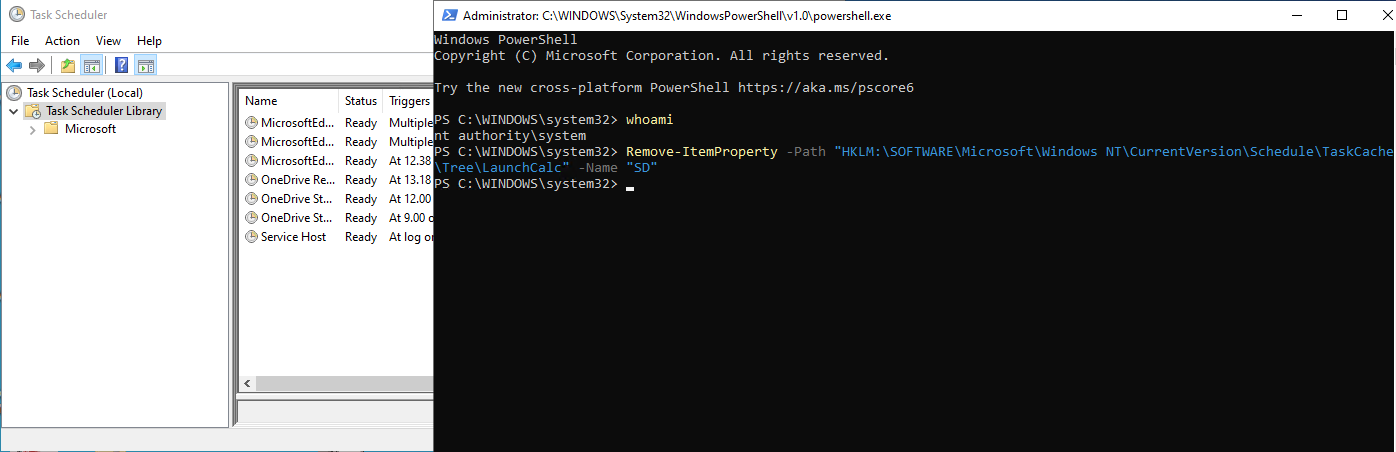 Task Scheduler
File Action View Help
Task Scheduler (Local)
Task Scheduler Library
Microsoft
Name Status Triggers
MicrosoftEd... Ready Multiple
MicrosoftEd... Ready Multiple
MicrosoftEd... Ready At 12.38
OneDrive Re... Ready At 13.18
OneDrive St... Ready At 12.00
OneDrive St... Ready At 9.00 o
Service Host Ready At log or
Administrator: C:\WINDOWS\System32\WindowsPowerShell\v1.0\powershell.exe
Windows PowerShell
Copyright (C) Microsoft Corporation. All rights reserved.
Try the new cross-platform PowerShell https://aka.ms/pscore6
PS C:\WINDOWS\system32> whoami
nt authority\system
PS C:\WINDOWS\system32> Remove-ItemProperty -Path "HKLM:\SOFTWARE\Microsoft\Windows NT\CurrentVersion\Schedule\TaskCache
\Tree\LaunchCalc" -Name "SD"
PS C:\WINDOWS\system32>